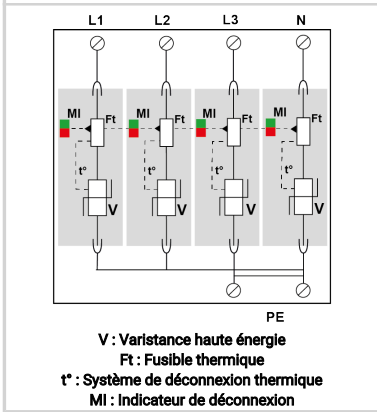 L1 L2 L3 N
MI Ft MI Ft MI Ft MI Ft
t° t° t° t°
V V V V
PE
V : Varistance haute énergie
Ft : Fusible thermique
t° : Système de déconnexion thermique
MI : Indicateur de déconnexion